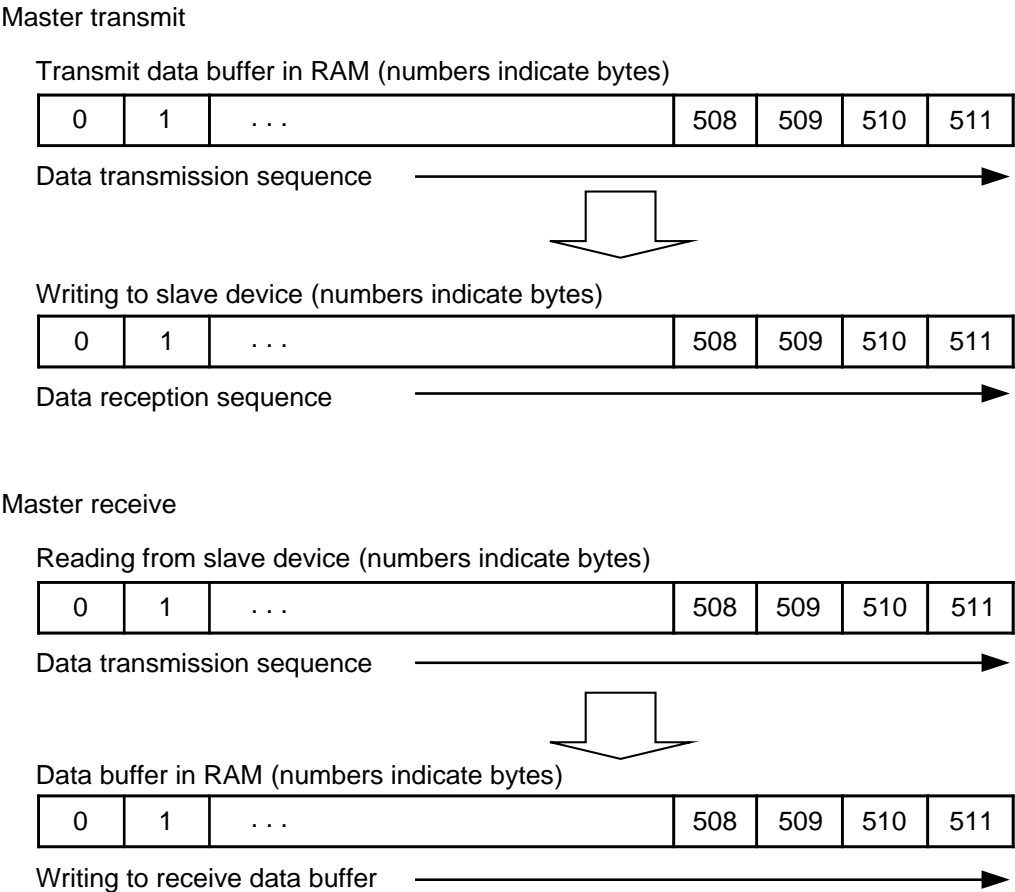 Master transmit
Transmit data buffer in RAM (numbers indicate bytes)
0 1 . . . 508 509 510 511
Data transmission sequence
Writing to slave device (numbers indicate bytes)
0 1 . . . 508 509 510 511
Data reception sequence
Master receive
Reading from slave device (numbers indicate bytes)
0 1 . . . 508 509 510 511
Data transmission sequence
Data buffer in RAM (numbers indicate bytes)
0 1 . . . 508 509 510 511
Writing to receive data buffer